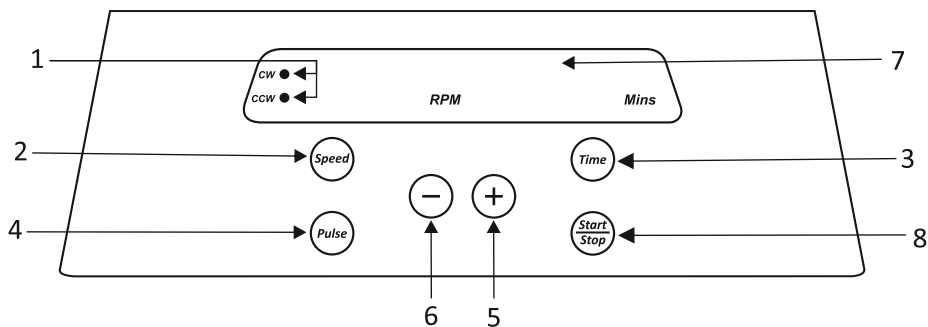 1
CW
CCW
RPM
Mins
7
2
Speed
Time
3
−
+
4
Pulse
Start
Stop
8
6
5